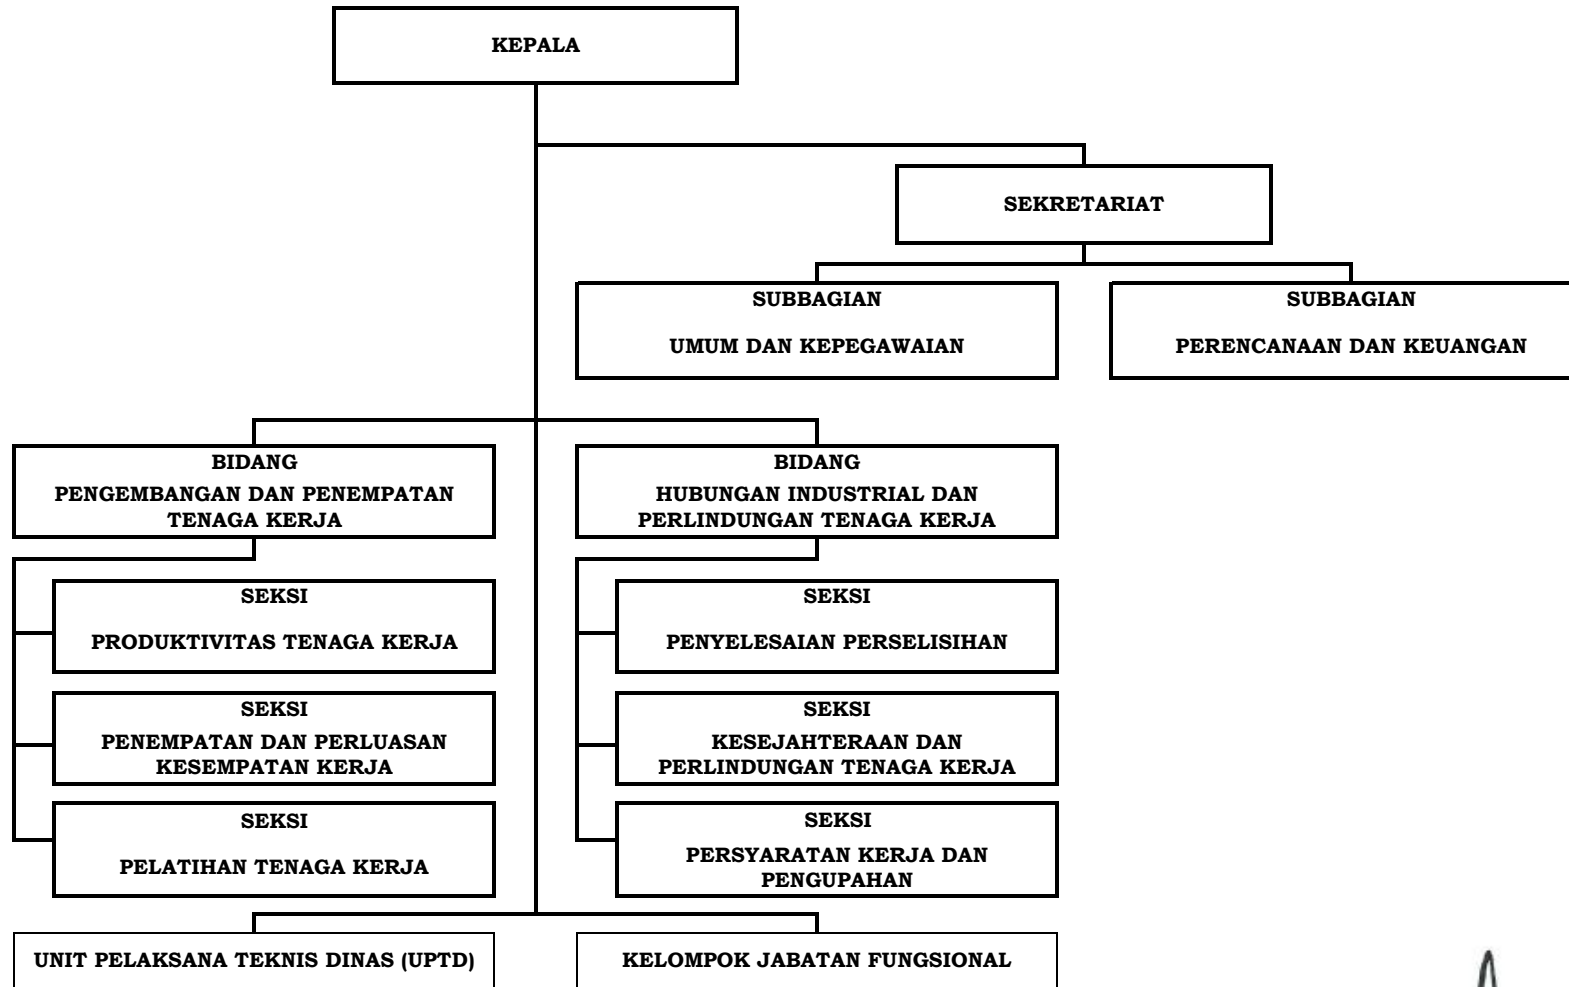 KEPALA
SEKRETARIAT
SUBBAGIAN
UMUM DAN KEPEGAWAIAN
SUBBAGIAN
PERENCANAAN DAN KEUANGAN
BIDANG
PENGEMBANGAN DAN PENEMPATAN
TENAGA KERJA
SEKSI
PRODUKTIVITAS TENAGA KERJA
SEKSI
PENEMPATAN DAN PERLUASAN
KESEMPATAN KERJA
SEKSI
PELATIHAN TENAGA KERJA
BIDANG
HUBUNGAN INDUSTRIAL DAN
PERLINDUNGAN TENAGA KERJA
SEKSI
PENYELESAIAN PERSELISIHAN
SEKSI
KESEJAHTERAAN DAN
PERLINDUNGAN TENAGA KERJA
SEKSI
PERSYARATAN KERJA DAN
PENGUPAHAN
UNIT PELAKSANA TEKNIS DINAS (UPTD)
KELOMPOK JABATAN FUNGSIONAL